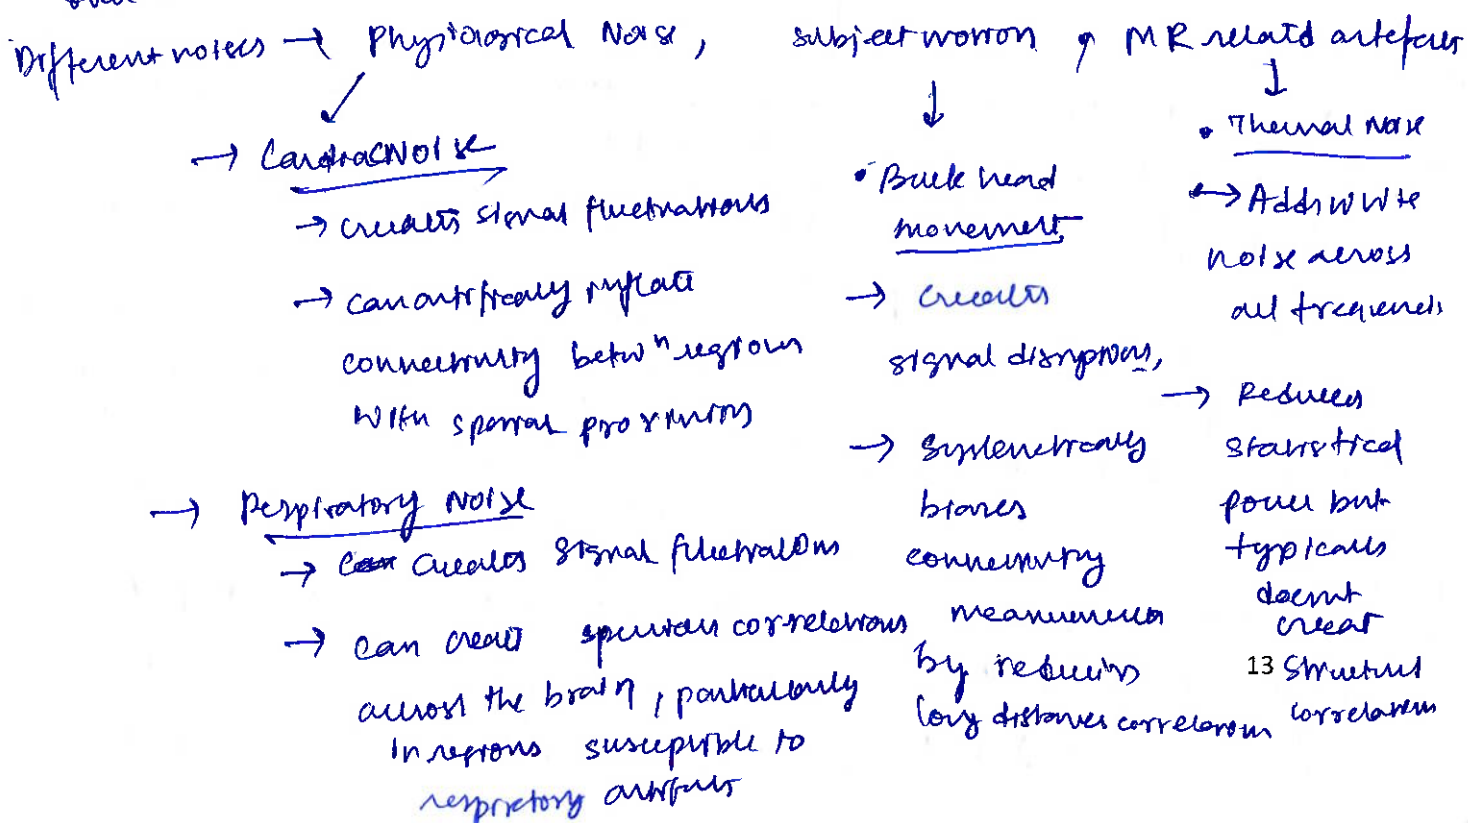 Different noises → Physiological Noise, subject motion, MR related artefacts
→ Cardiac Noise
→ Creates signal fluctuations
→ can artificially inflate
connectivity betwⁿ regions
with spatial proximity
→ Respiratory Noise
→ Creates signal fluctuations
→ can create spurious correlations
across the brain, particularly
in regions susceptible to
respiratory artifacts
• Bulk head
movement
→ Creates
signal disruptions,
→ Systematically
biases
connectivity
measurements
by reducing
long distances correlations
• Thermal Noise
→ Adds white
noise across
all frequencies
→ Reduces
statistical
power but
typically
doesn't
creat
13 Structured
correlations